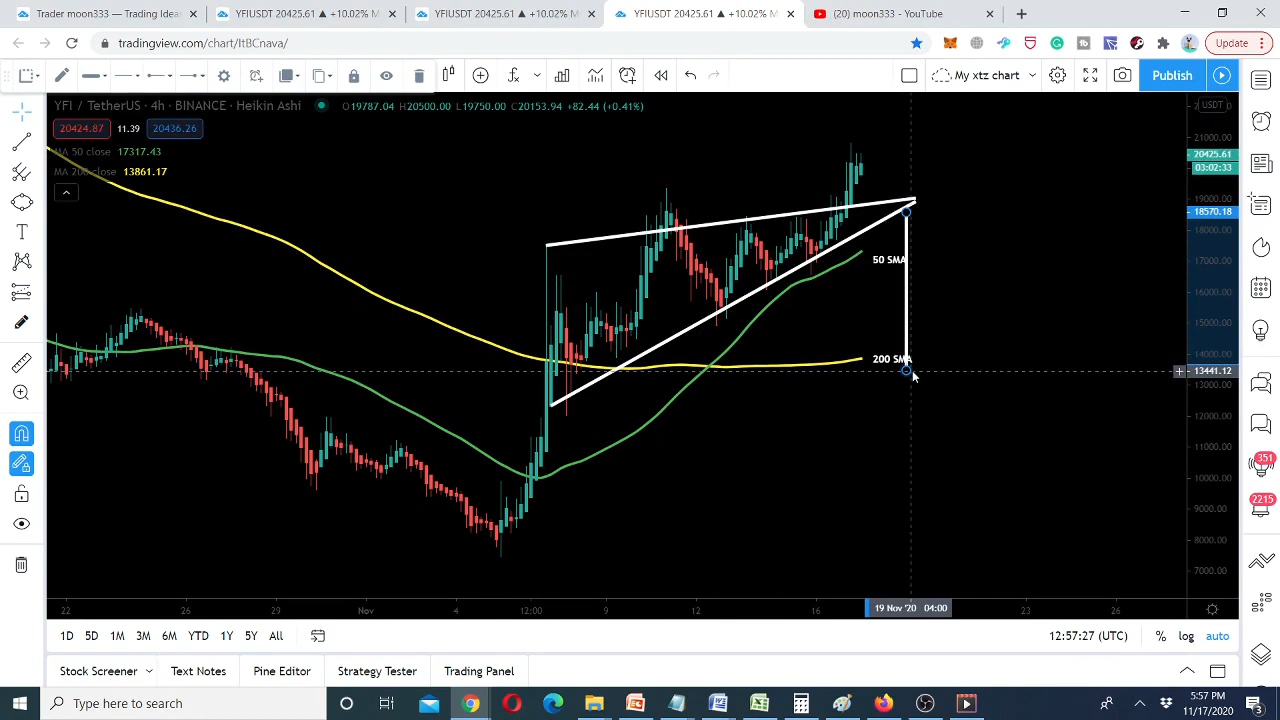 Trader moon333 — Trading Ideas
YFIUSDT 20425.61 ▲ +10.02% M
YFIUSDT 20425.61 ▲ +10.02% M
YFIUSDT 20425.61 ▲ +10.02% M
(20) moon333 - YouTube
tradingview.com/chart/ItBCnava/
Update
My xtz chart
Publish
YFI / TetherUS · 4h · BINANCE · Heikin Ashi
O19787.04 H20500.00 L19750.00 C20153.94 +82.44 (+0.41%)
USDT
20424.87 11.39 20436.26
MA 50 close 17317.43
MA 200 close 13861.17
21000.00
20425.61
03:02:33
19000.00
18570.18
18000.00
17000.00
16000.00
15000.00
14000.00
13441.12
13000.00
12000.00
11000.00
10000.00
9000.00
8000.00
7000.00
50 SMA
200 SMA
351
2215
22 26 29 Nov 4 12:00 9 12 16 19 Nov '20 04:00 23 26
1D 5D 1M 3M 6M YTD 1Y 5Y All
12:57:27 (UTC) % log auto
Stock Screener Text Notes Pine Editor Strategy Tester Trading Panel
Type here to search
5:57 PM
11/17/2020
3